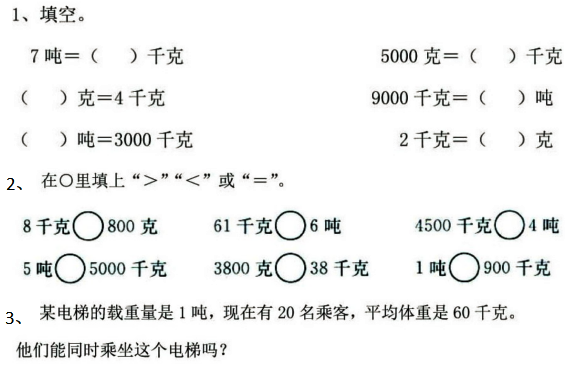 1、填空。
7 吨＝（ ）千克 5000 克＝（ ）千克
（ ）克＝4 千克 9000 千克＝（ ）吨
（ ）吨＝3000 千克 2 千克＝（ ）克
2、 在○里填上“＞”“＜”或“＝”。
8 千克○800 克 61 千克○6 吨 4500 千克○4 吨
5 吨○5000 千克 3800 克○38 千克 1 吨○900 千克
3、 某电梯的载重量是 1 吨，现在有 20 名乘客，平均体重是 60 千克。
他们能同时乘坐这个电梯吗？